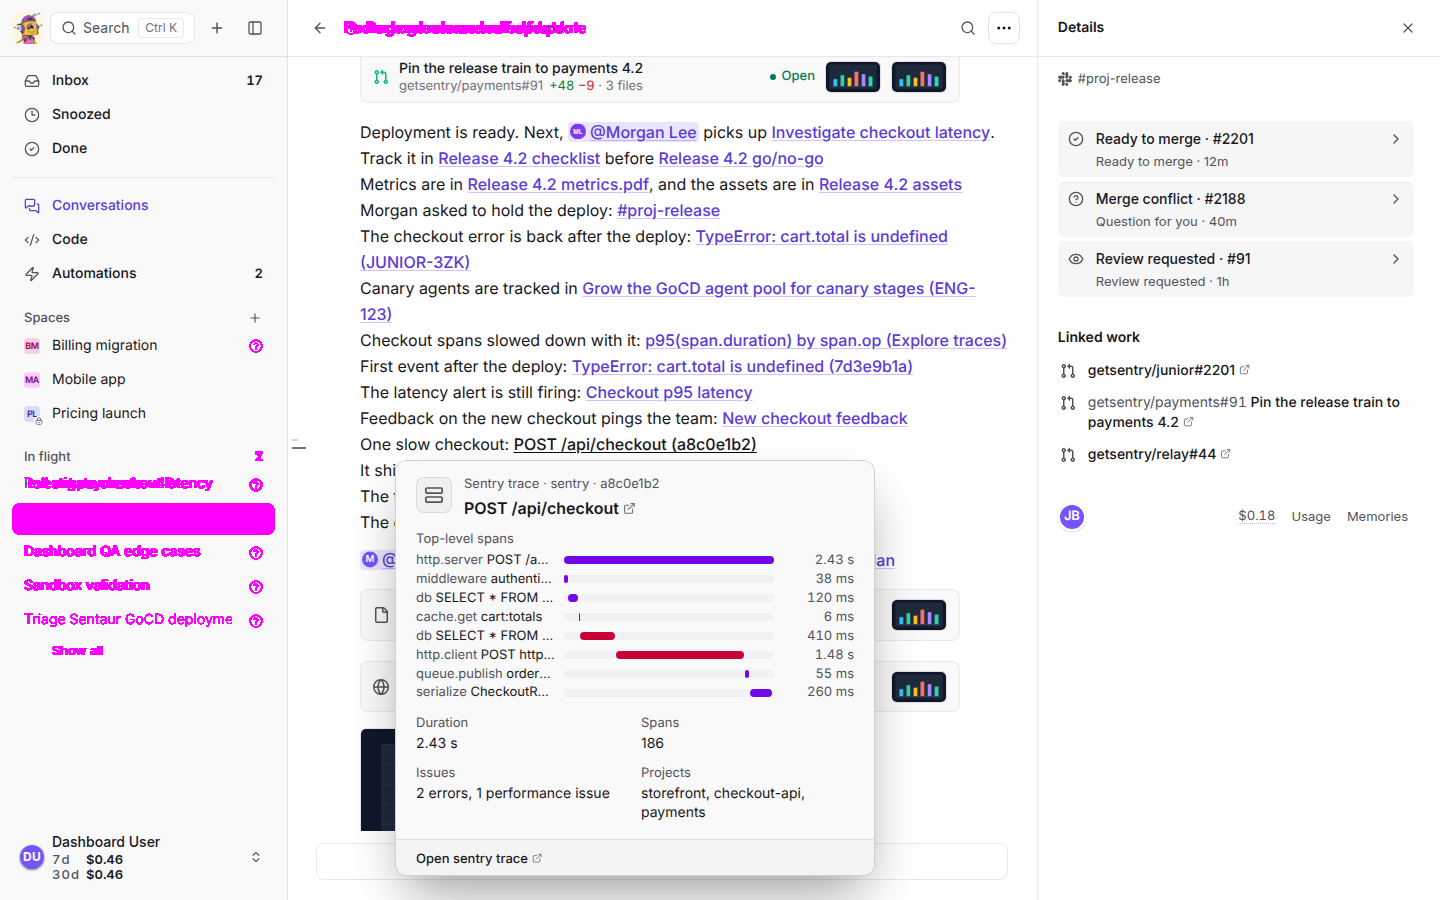 Search Ctrl K
Inbox 17
Snoozed
Done
Conversations
Code
Automations 2
Spaces
BM Billing migration
MA Mobile app
PL Pricing launch
In flight
Dashboard QA edge cases
Sandbox validation
Triage Sentaur GoCD deployme
Show all
DU Dashboard User
7d $0.46
30d $0.46
Pin the release train to payments 4.2
getsentry/payments#91 +48 −9 · 3 files
Open
Deployment is ready. Next, ML @Morgan Lee picks up Investigate checkout latency.
Track it in Release 4.2 checklist before Release 4.2 go/no-go
Metrics are in Release 4.2 metrics.pdf, and the assets are in Release 4.2 assets
Morgan asked to hold the deploy: #proj-release
The checkout error is back after the deploy: TypeError: cart.total is undefined
(JUNIOR-3ZK)
Canary agents are tracked in Grow the GoCD agent pool for canary stages (ENG-
123)
Checkout spans slowed down with it: p95(span.duration) by span.op (Explore traces)
First event after the deploy: TypeError: cart.total is undefined (7d3e9b1a)
The latency alert is still firing: Checkout p95 latency
Feedback on the new checkout pings the team: New checkout feedback
One slow checkout: POST /api/checkout (a8c0e1b2)
It shi
The
The
M @
Sentry trace · sentry · a8c0e1b2
POST /api/checkout
Top-level spans
http.server POST /a... 2.43 s
middleware authenti... 38 ms
db SELECT * FROM ... 120 ms
cache.get cart:totals 6 ms
db SELECT * FROM ... 410 ms
http.client POST http... 1.48 s
queue.publish order... 55 ms
serialize CheckoutR... 260 ms
Duration Spans
2.43 s 186
Issues Projects
2 errors, 1 performance issue storefront, checkout-api,
payments
Open sentry trace
Details
#proj-release
Ready to merge · #2201
Ready to merge · 12m
Merge conflict · #2188
Question for you · 40m
Review requested · #91
Review requested · 1h
Linked work
getsentry/junior#2201
getsentry/payments#91 Pin the release train to
payments 4.2
getsentry/relay#44
JB $0.18 Usage Memories